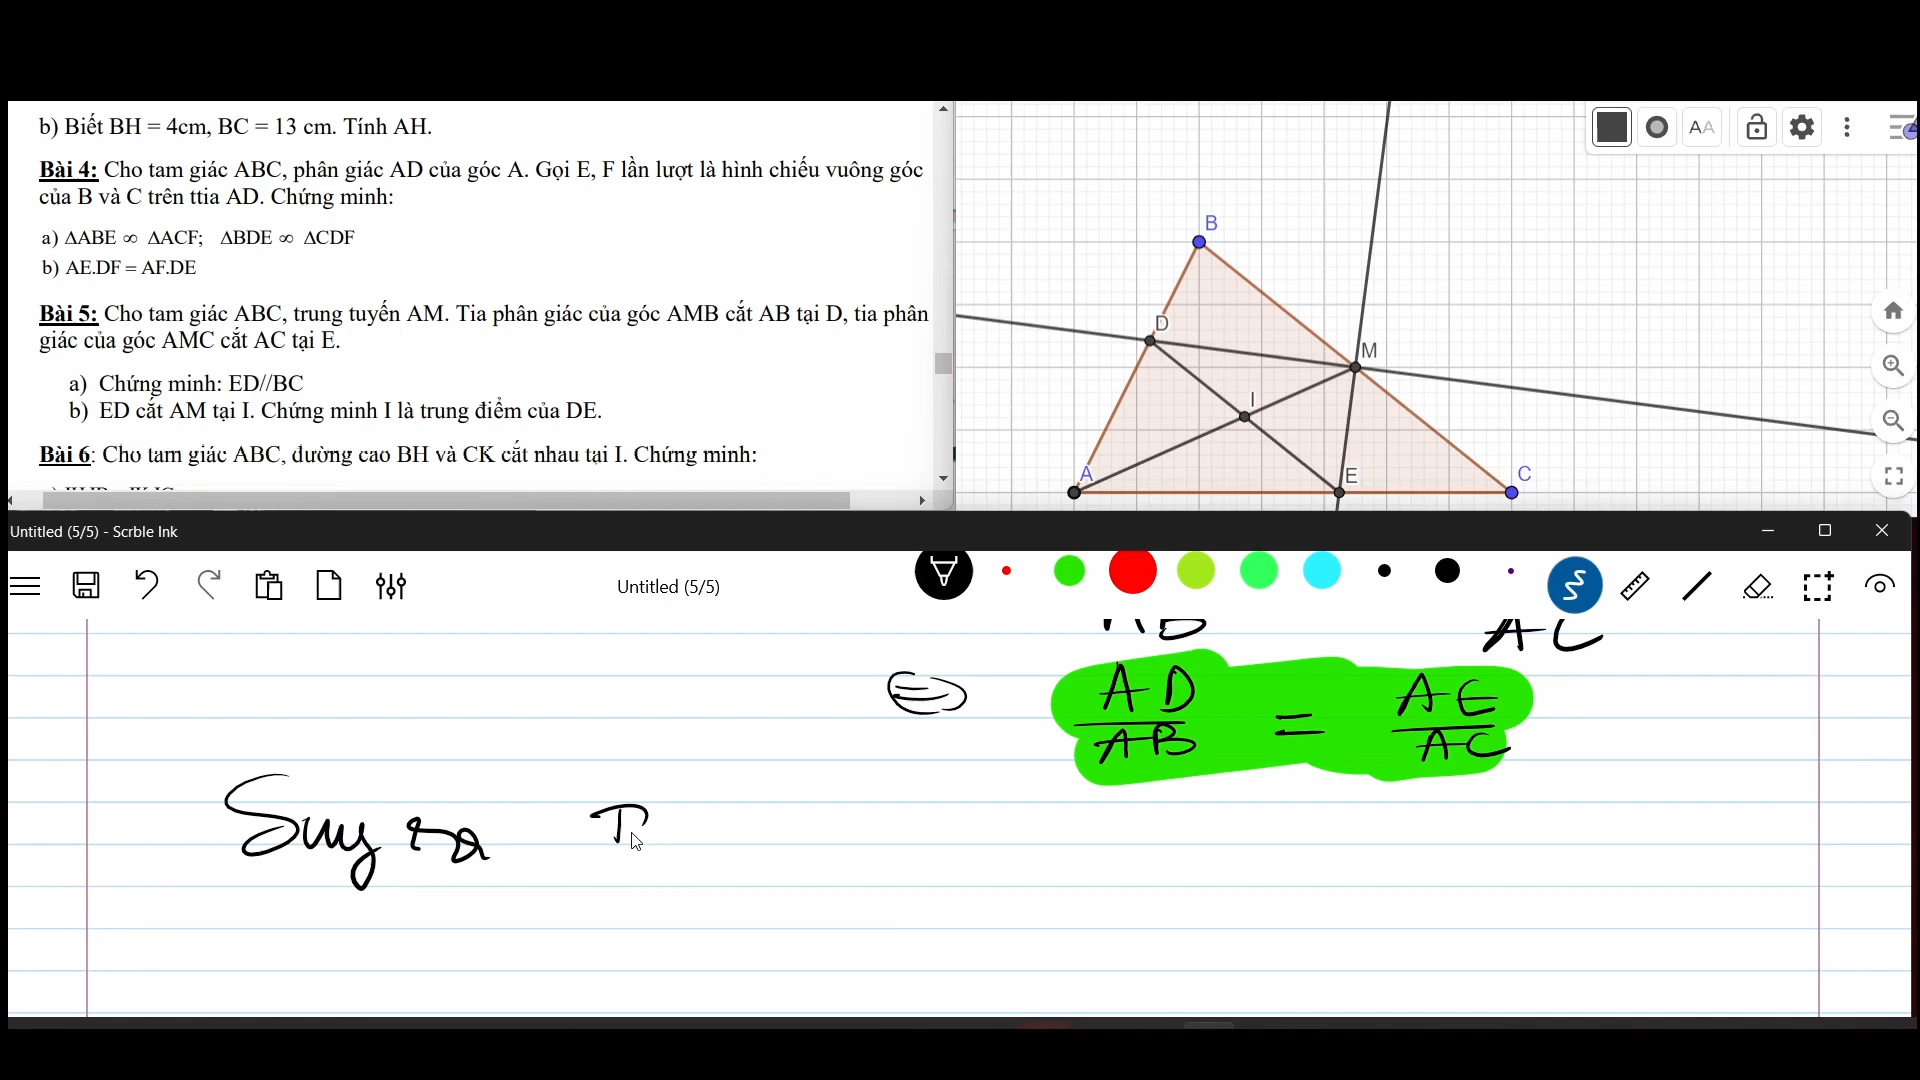 b) Biết BH = 4cm, BC = 13 cm. Tính AH.
Bài 4: Cho tam giác ABC, phân giác AD của góc A. Gọi E, F lần lượt là hình chiếu vuông góc
của B và C trên ttia AD. Chứng minh:
a) ΔABE ∞ ΔACF; ΔBDE ∞ ΔCDF
b) AE.DF = AF.DE
Bài 5: Cho tam giác ABC, trung tuyến AM. Tia phân giác của góc AMB cắt AB tại D, tia phân
giác của góc AMC cắt AC tại E.
a) Chứng minh: ED//BC
b) ED cắt AM tại I. Chứng minh I là trung điểm của DE.
Bài 6: Cho tam giác ABC, đường cao BH và CK cắt nhau tại I. Chứng minh:
AA
B
D
M
I
A
E
C
Untitled (5/5) - Scrble Ink
Untitled (5/5)
AB AC
AD = AE
AB AC
Suy ra